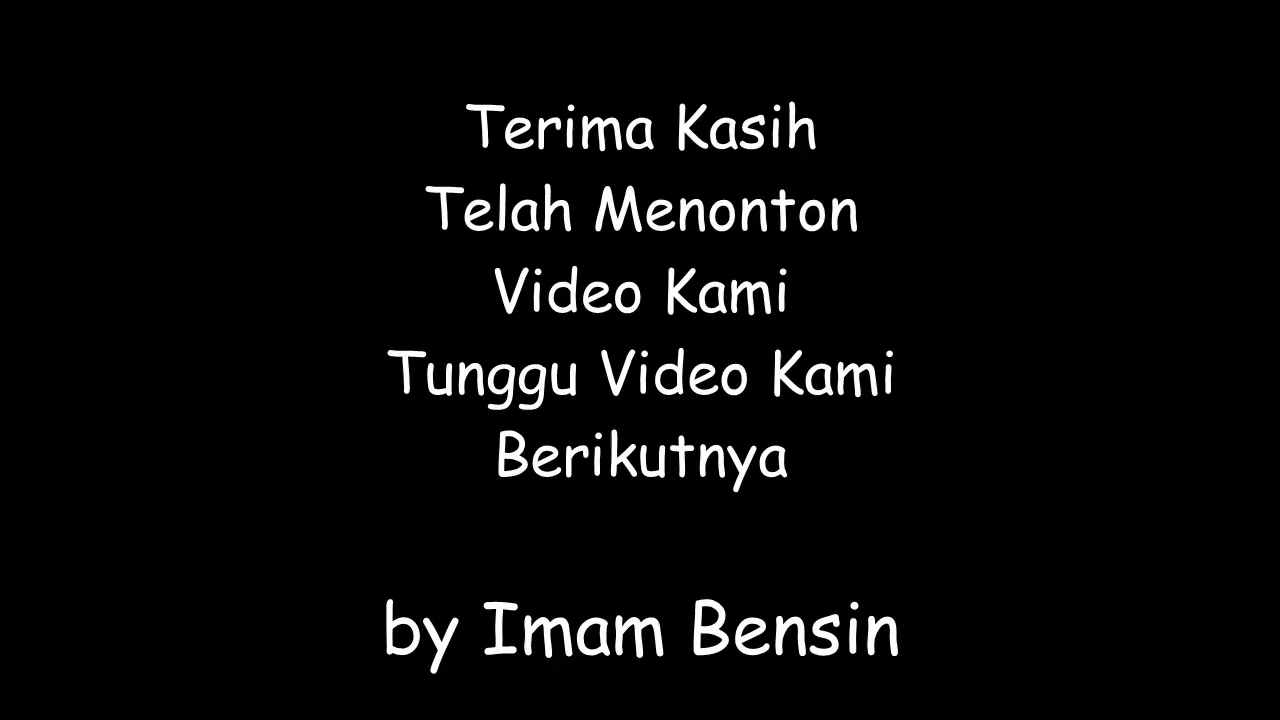 Terima Kasih
Telah Menonton
Video Kami
Tunggu Video Kami
Berikutnya
by Imam Bensin